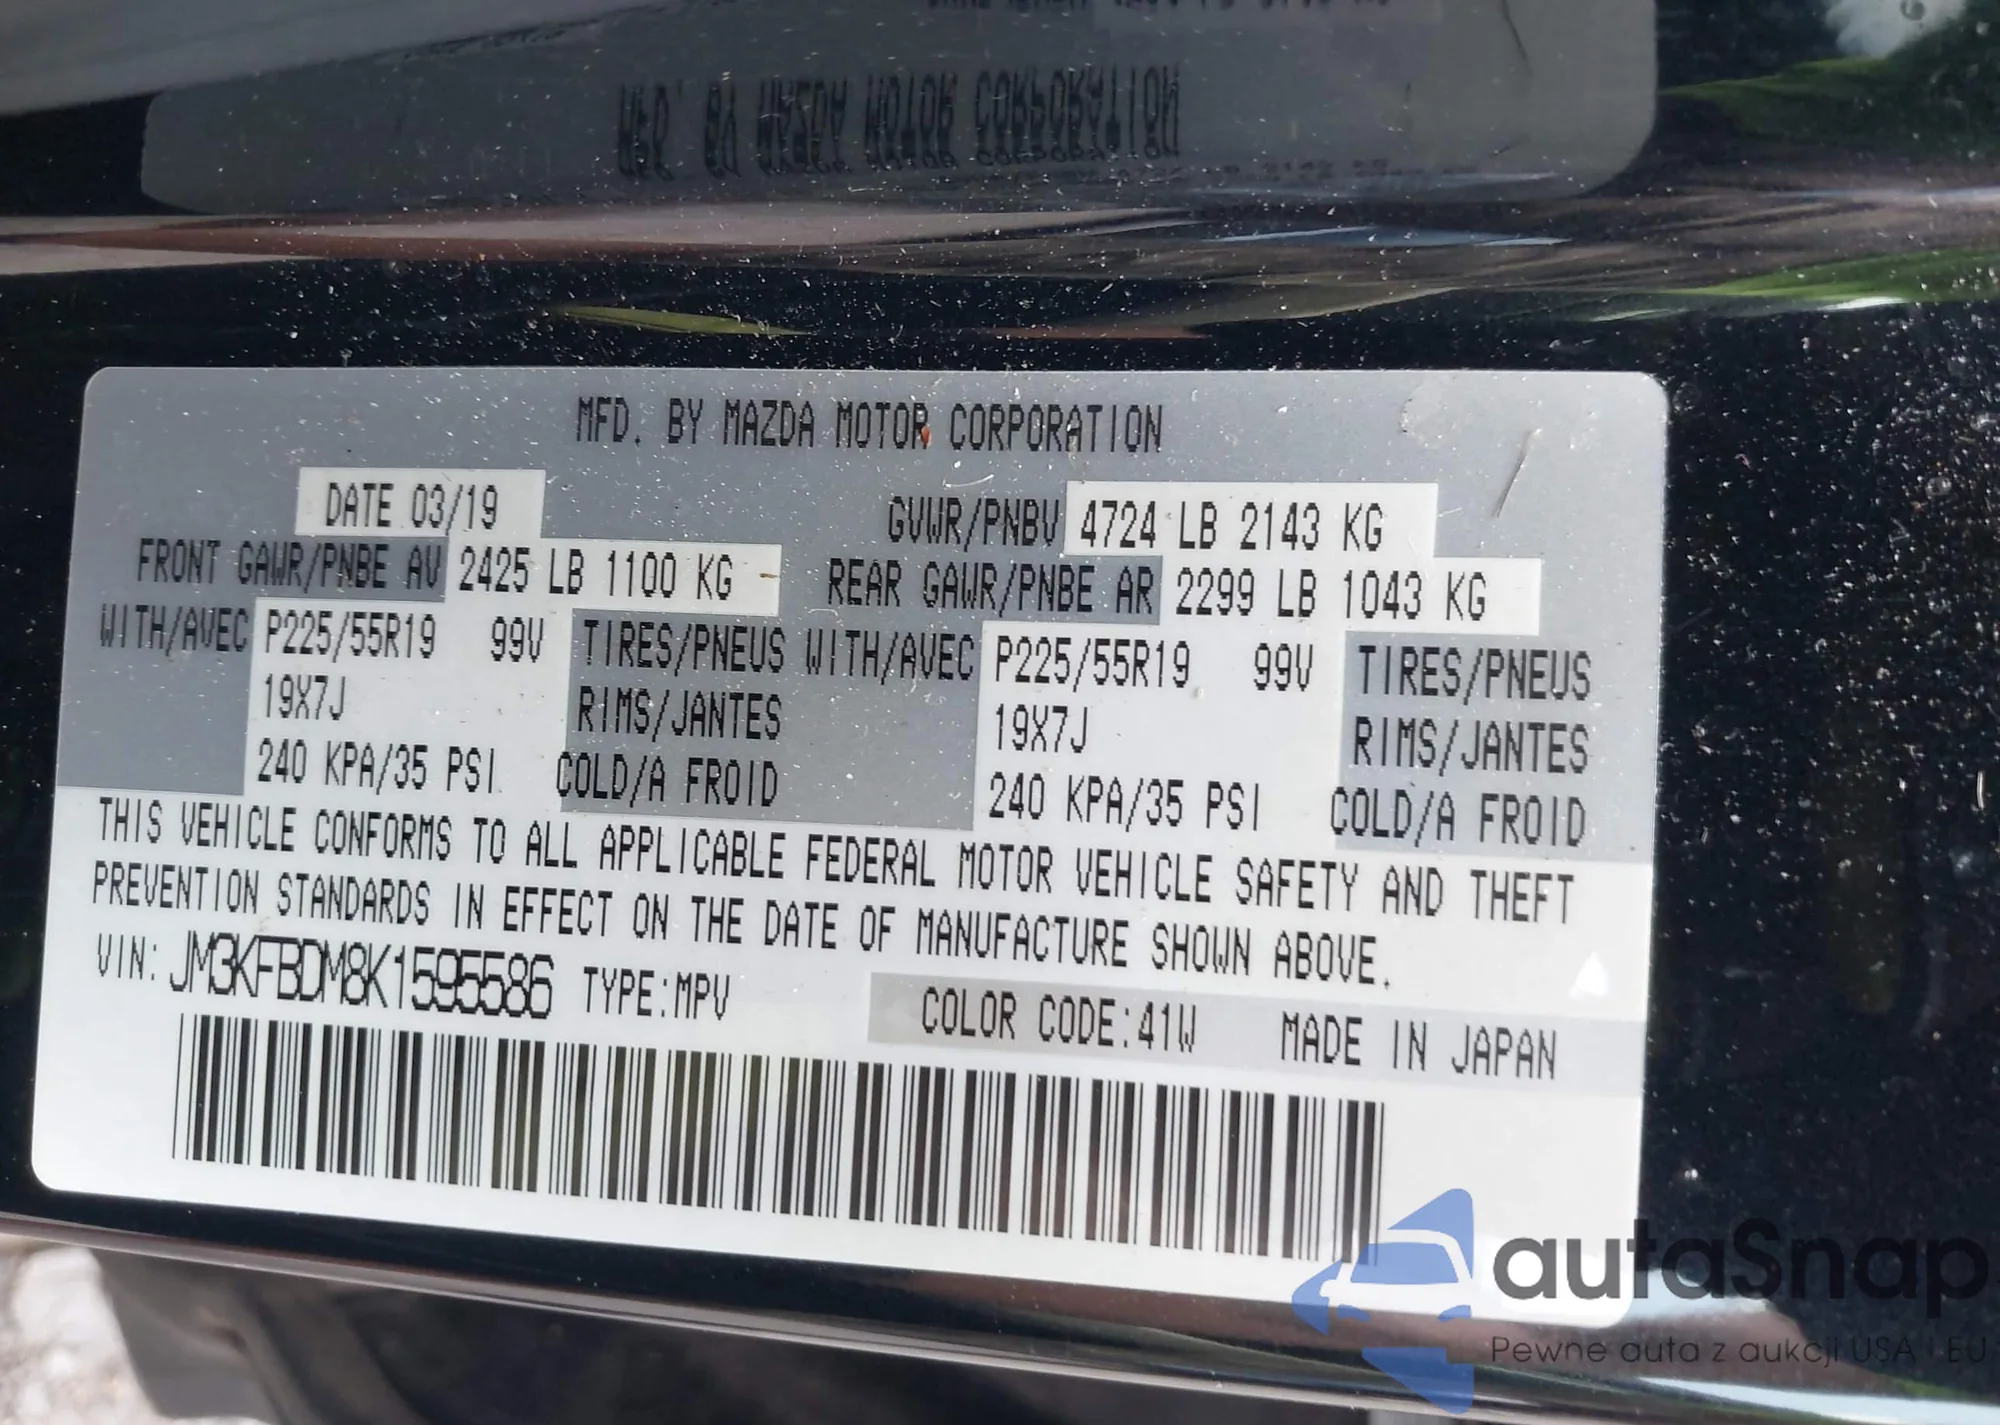 MFD. BY MAZDA MOTOR CORPORATION
MFD. BY MAZDA MOTOR CORPORATION
DATE 03/19 GVWR/PNBV 4724 LB 2143 KG
FRONT GAWR/PNBE AV 2425 LB 1100 KG REAR GAWR/PNBE AR 2299 LB 1043 KG
WITH/AVEC P225/55R19 99V TIRES/PNEUS WITH/AVEC P225/55R19 99V TIRES/PNEUS
19X7J RIMS/JANTES 19X7J RIMS/JANTES
240 KPA/35 PSI COLD/A FROID 240 KPA/35 PSI COLD/A FROID
THIS VEHICLE CONFORMS TO ALL APPLICABLE FEDERAL MOTOR VEHICLE SAFETY AND THEFT
PREVENTION STANDARDS IN EFFECT ON THE DATE OF MANUFACTURE SHOWN ABOVE.
VIN: JM3KFBDM8K1595586 TYPE:MPV COLOR CODE:41W MADE IN JAPAN
autaSnap
Pewne auta z aukcji USA i EU